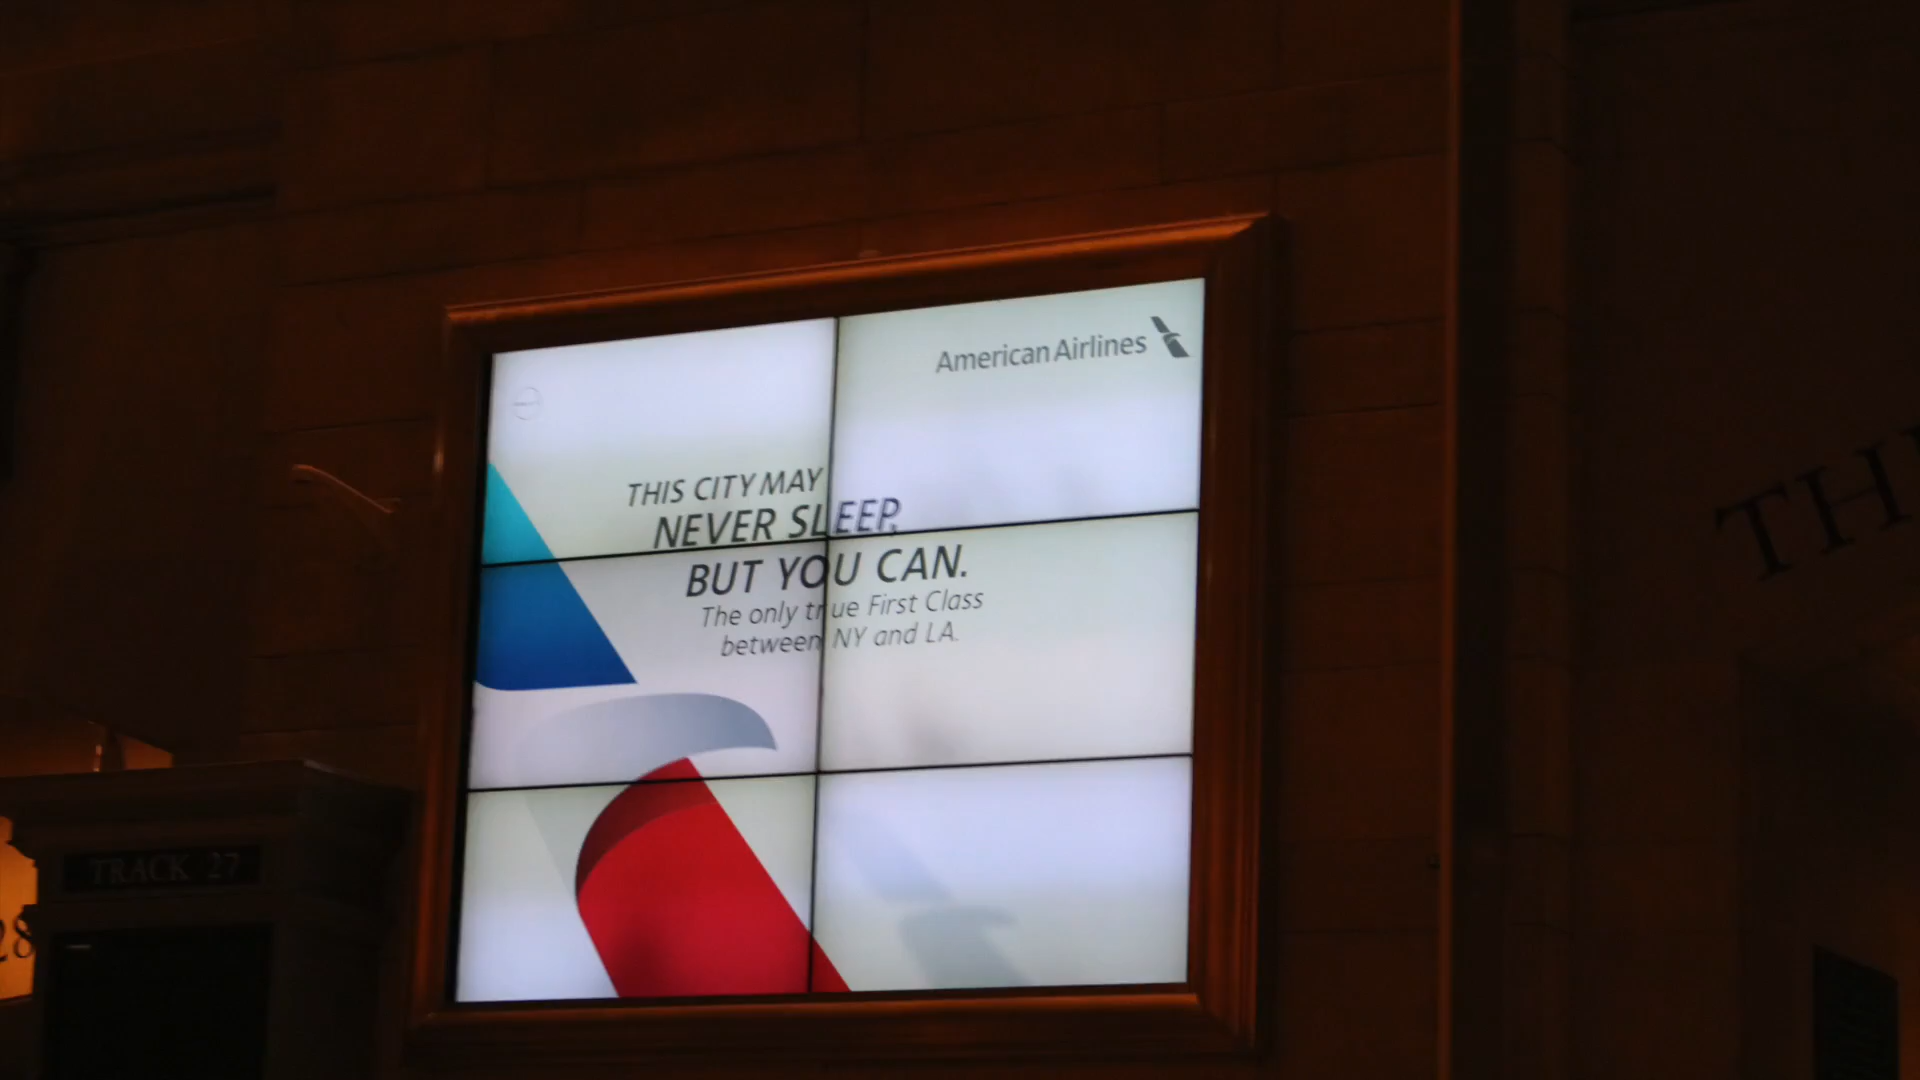 American Airlines
THIS CITY MAY
NEVER SLEEP,
BUT YOU CAN.
The only true First Class
between NY and LA.
TRACK 27
28